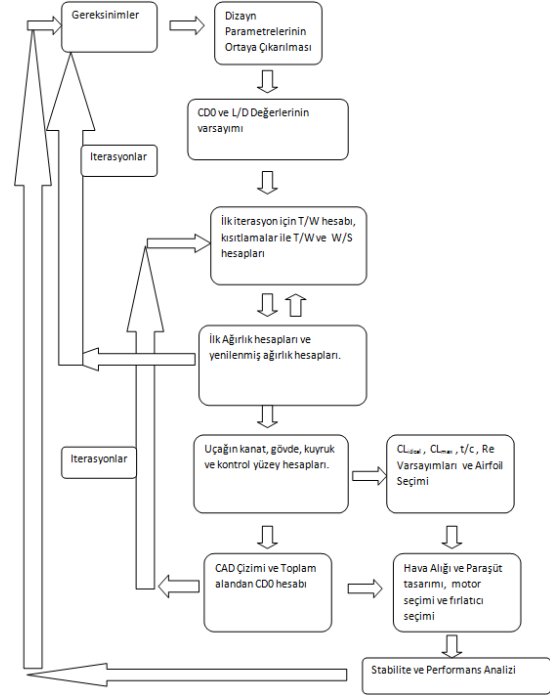 Gereksinimler
Dizayn
Parametrelerinin
Ortaya Çıkarılması
CD0 ve L/D Değerlerinin
varsayımı
Iterasyonlar
İlk iterasyon için T/W hesabı,
kısıtlamalar ile T/W ve W/S
hesapları
İlk Ağırlık hesapları ve
yenilenmiş ağırlık hesapları.
Iterasyonlar
Uçağın kanat, gövde, kuyruk
ve kontrol yüzey hesapları.
CLideal , CLmax , t/c , Re
Varsayımları ve Airfoil
Seçimi
CAD Çizimi ve Toplam
alandan CD0 hesabı
Hava Alığı ve Paraşüt
tasarımı, motor
seçimi ve fırlatıcı
seçimi
Stabilite ve Performans Analizi